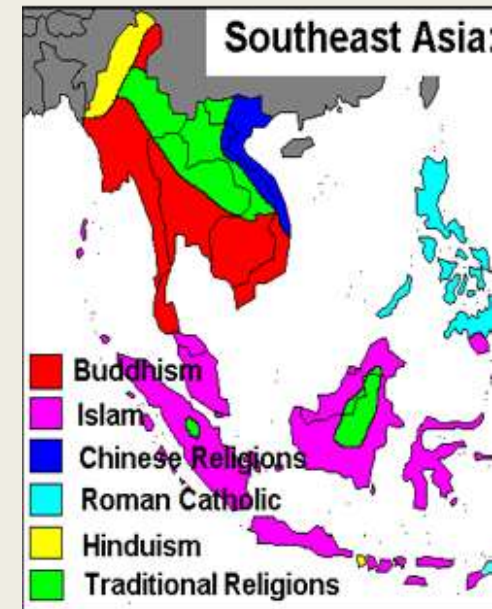 Southeast Asia:
Buddhism
Islam
Chinese Religions
Roman Catholic
Hinduism
Traditional Religions